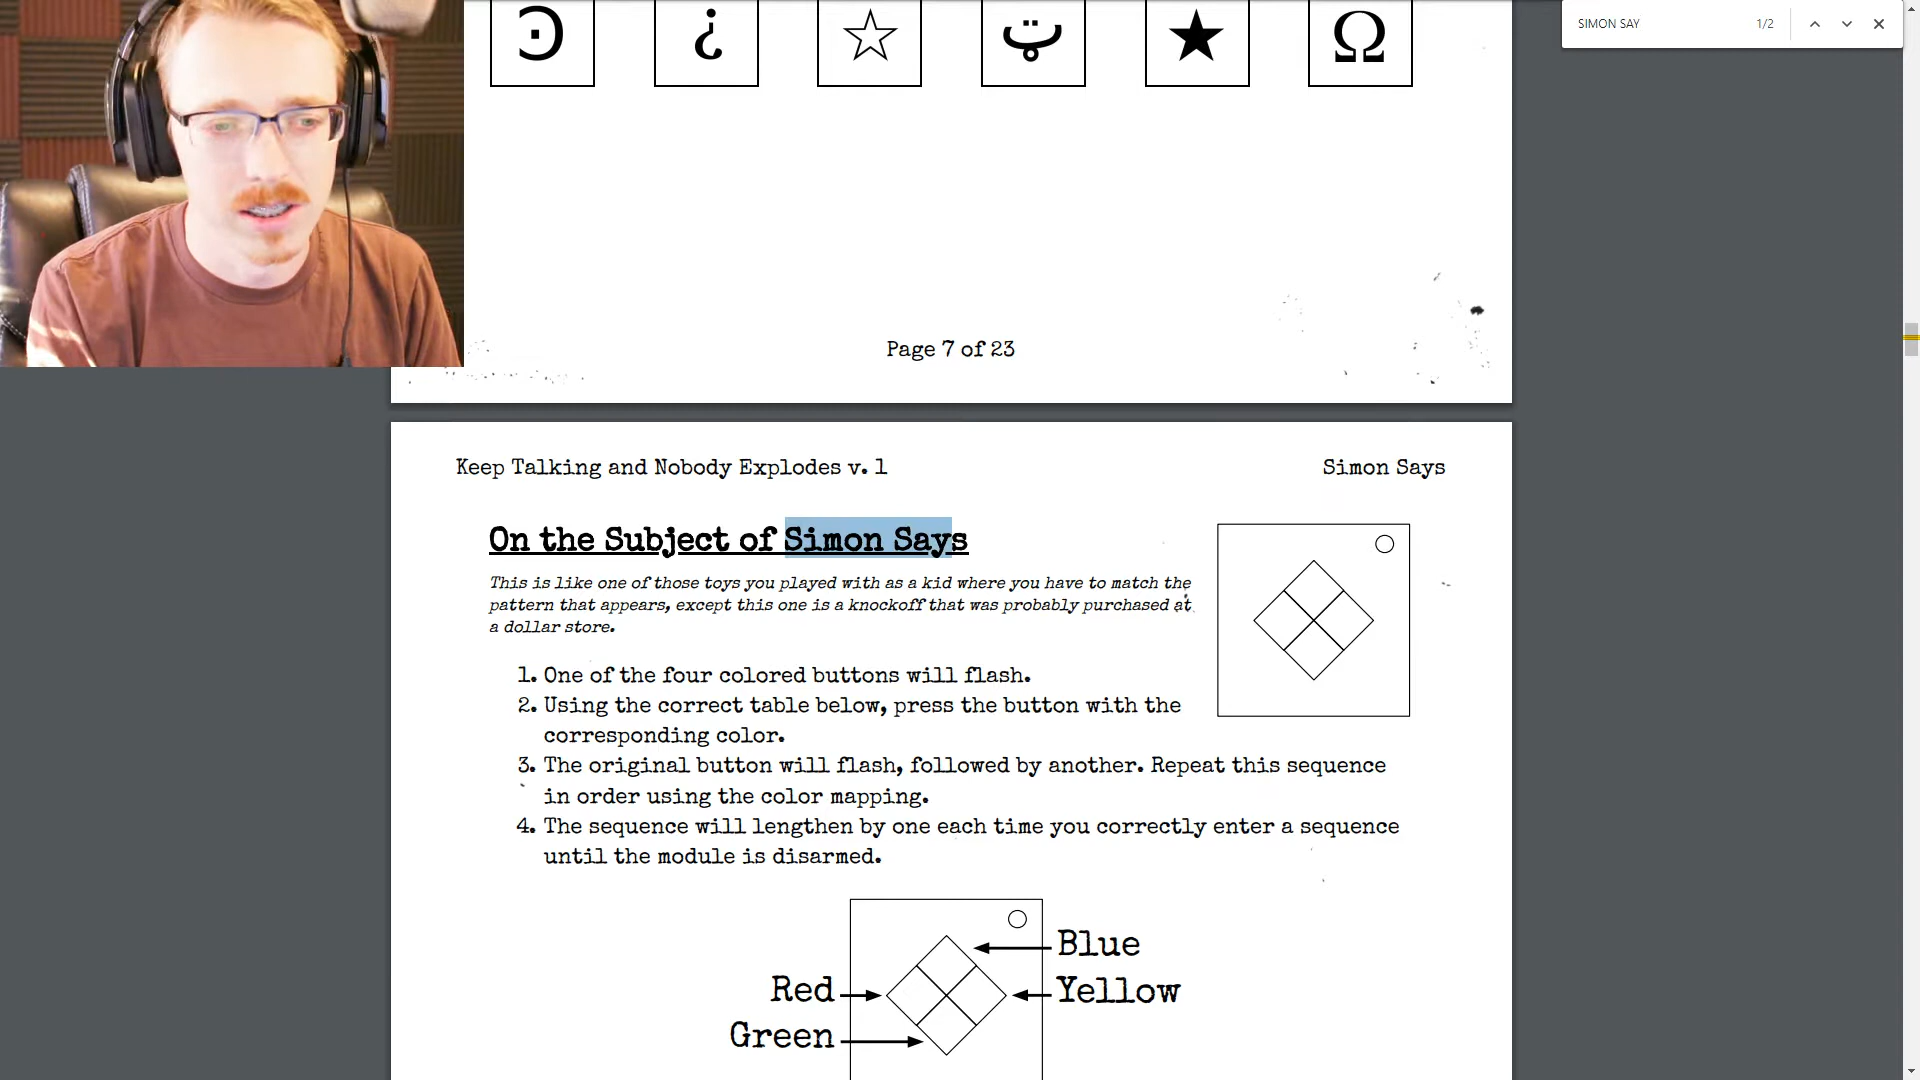 SIMON SAY 1/2
Ͽ ¿ ☆ ټ ★ Ω
Page 7 of 23
Keep Talking and Nobody Explodes v. 1 Simon Says
On the Subject of Simon Says
This is like one of those toys you played with as a kid where you have to match the
pattern that appears, except this one is a knockoff that was probably purchased at
a dollar store.
1. One of the four colored buttons will flash.
2. Using the correct table below, press the button with the
corresponding color.
3. The original button will flash, followed by another. Repeat this sequence
in order using the color mapping.
4. The sequence will lengthen by one each time you correctly enter a sequence
until the module is disarmed.
Blue
Red Yellow
Green